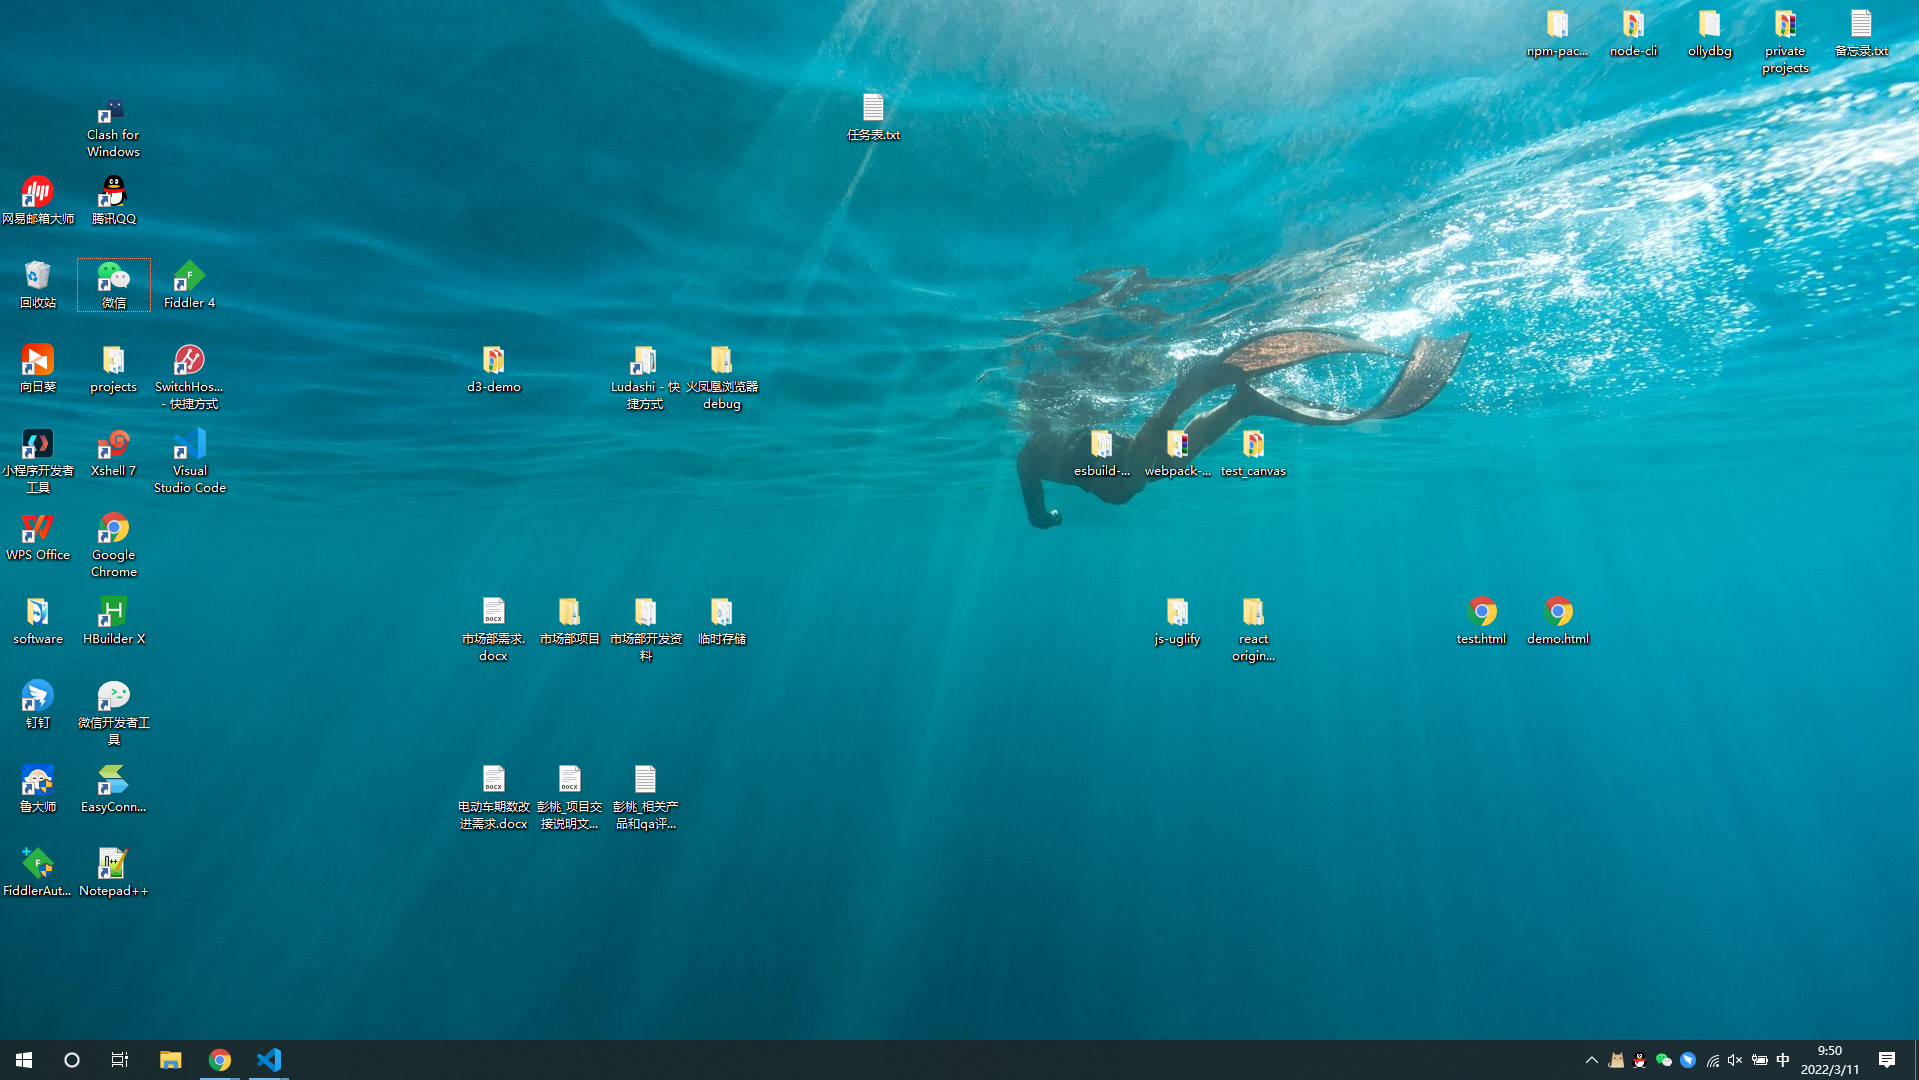 npm-pac...
node-cli
ollydbg
private
projects
备忘录.txt
Clash for
Windows
任务表.txt
网易邮箱大师
腾讯QQ
回收站
微信
Fiddler 4
向日葵
projects
SwitchHos...
- 快捷方式
d3-demo
Ludashi - 快
捷方式
火凤凰浏览器
debug
小程序开发者
工具
Xshell 7
Visual
Studio Code
esbuild-...
webpack-...
test_canvas
WPS Office
Google
Chrome
software
HBuilder X
市场部需求.
docx
市场部项目
市场部开发资
料
临时存储
js-uglify
react
origin...
test.html
demo.html
钉钉
微信开发者工
具
鲁大师
EasyConn...
电动车期数改
进需求.docx
彭桃_项目交
接说明文...
彭桃_相关产
品和qa评...
FiddlerAut...
Notepad++
中
9:50
2022/3/11